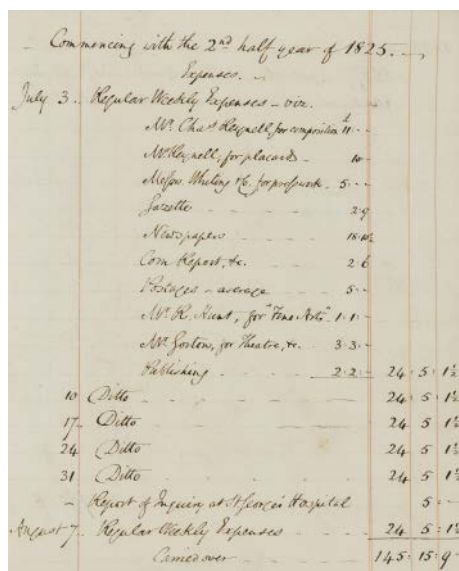 Commencing with the 2nd half year of 1825.
Expenses.
July 3. Regular Weekly Expenses – viz.
£
Mr. Chas Reynell, for composition 11 . - -
Mr Reynell, for placards - 10 -
Messrs. Whiting & Co. for presswork . 5 . - -
Gazette - - - 2 . 9
Newspapers - - - 18 . 10½
Corn Report, &c. - - 2 . 6
Postages – average - 5 . -
Mr. R. Hunt, for "Fine Arts" . 1 . 1 . -
Mr. Gorton, for Theatre, &c. - 3 . 3 . -
Publishing - - - 2 . 2 . - 24 . 5 . 1½
10 Ditto - - - 24 . 5 . 1½
17 Ditto - - - 24 5 1½
24 Ditto - - - 24 5 1½
31 Ditto - - - 24 5 1½
– Report of Inquiry at St George's Hospital 5 . -
August 7. Regular Weekly Expenses - - - 24 . 5 . 1½
Carried over - - - 145 . 15 . 9